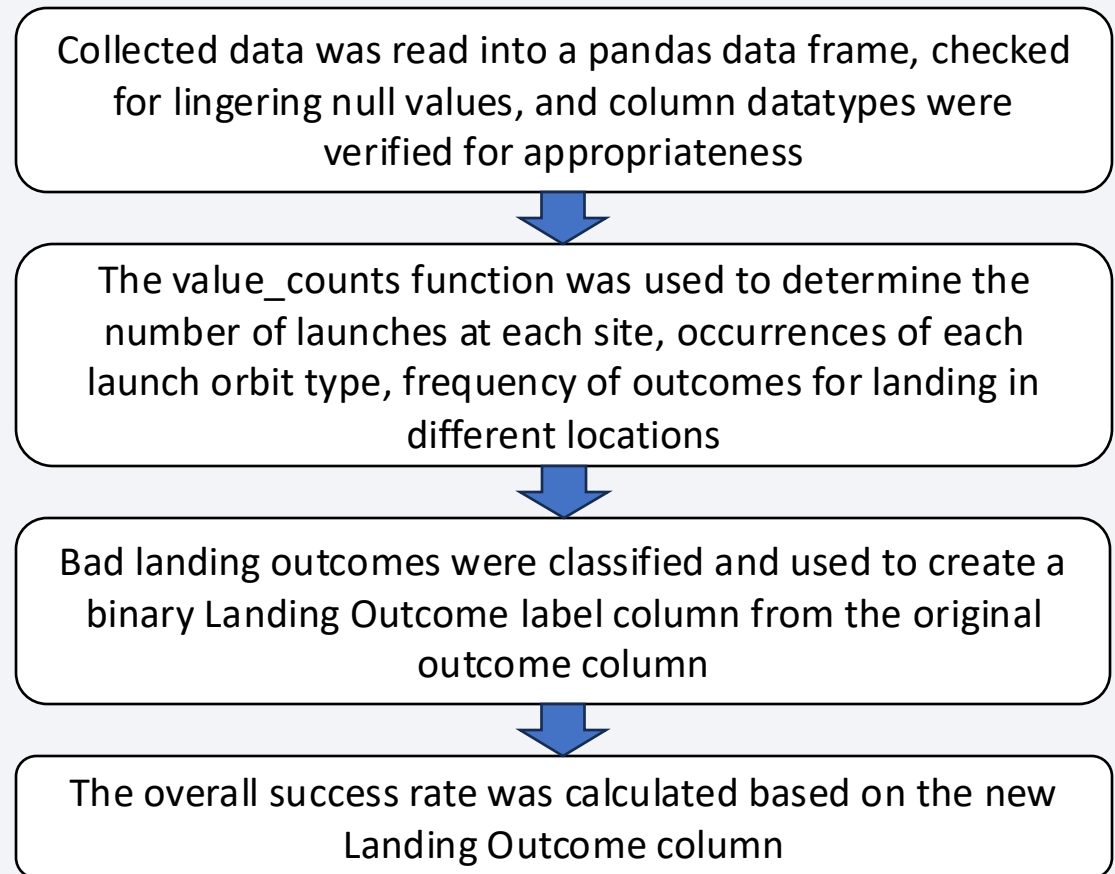 Collected data was read into a pandas data frame, checked
for lingering null values, and column datatypes were
verified for appropriateness
The value_counts function was used to determine the
number of launches at each site, occurrences of each
launch orbit type, frequency of outcomes for landing in
different locations
Bad landing outcomes were classified and used to create a
binary Landing Outcome label column from the original
outcome column
The overall success rate was calculated based on the new
Landing Outcome column